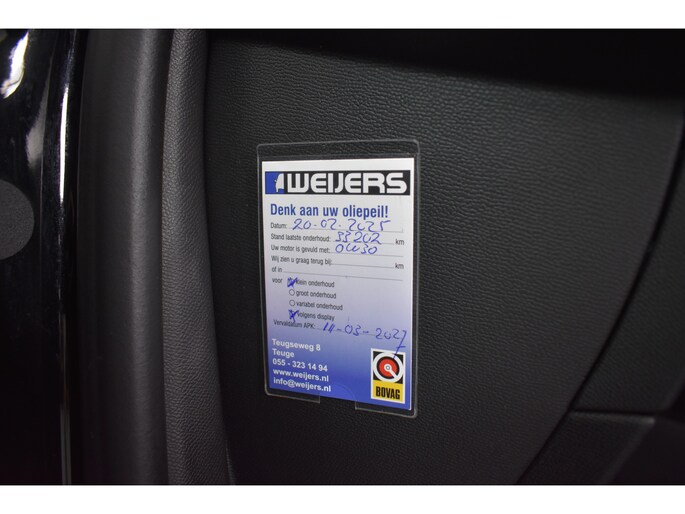 WEIJERS
Denk aan uw oliepeil!
Datum: 20-02-2025
Stand laatste onderhoud: 33202 km
Uw motor is gevuld met: 0W30
Wij zien u graag terug bij: km
of in
voor klein onderhoud
groot onderhoud
variabel onderhoud
volgens display
Vervaldatum APK: 14-03-2027
Teugseweg 8
Teuge
055 - 323 14 94
www.weijers.nl
info@weijers.nl
BOVAG